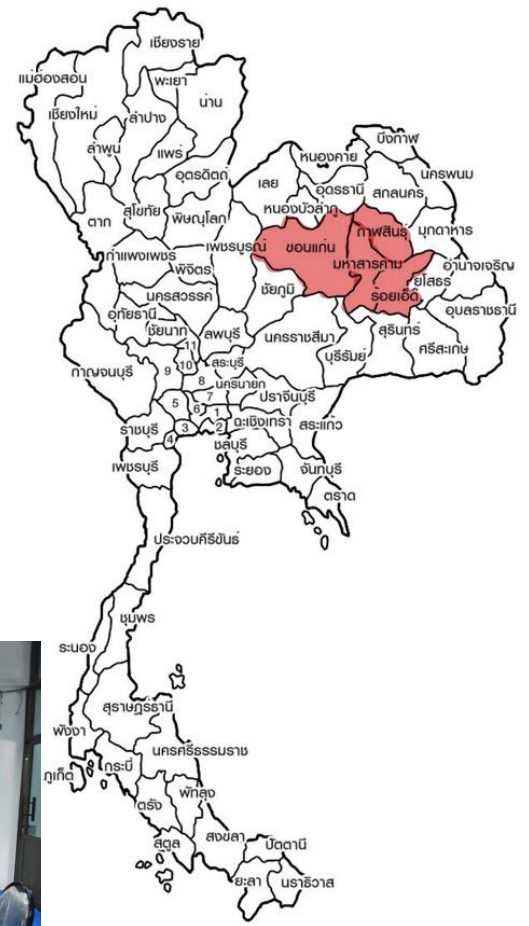 เชียงราย
แม่ฮ่องสอน
พะเยา
เชียงใหม่
น่าน
ลำปาง
ลำพูน
แพร่
อุตรดิตถ์
ตาก
สุโขทัย
พิษณุโลก
เลย
หนองคาย
บึงกาฬ
อุดรธานี
สกลนคร
นครพนม
หนองบัวลำภู
กำแพงเพชร
พิจิตร
เพชรบูรณ์
ขอนแก่น
กาฬสินธุ์
มุกดาหาร
มหาสารคาม
ร้อยเอ็ด
ยโสธร
อำนาจเจริญ
อุบลราชธานี
นครสวรรค์
ชัยภูมิ
อุทัยธานี
ชัยนาท
ลพบุรี
นครราชสีมา
บุรีรัมย์
สุรินทร์
ศรีสะเกษ
กาญจนบุรี
9
11
10
สระบุรี
8
นครนายก
7
ปราจีนบุรี
5
6
1
ฉะเชิงเทรา
สระแก้ว
ราชบุรี
4
3
2
ชลบุรี
ระยอง
จันทบุรี
ตราด
เพชรบุรี
ประจวบคีรีขันธ์
ชุมพร
ระนอง
สุราษฎร์ธานี
พังงา
ภูเก็ต
กระบี่
นครศรีธรรมราช
ตรัง
พัทลุง
สตูล
สงขลา
ปัตตานี
ยะลา
นราธิวาส